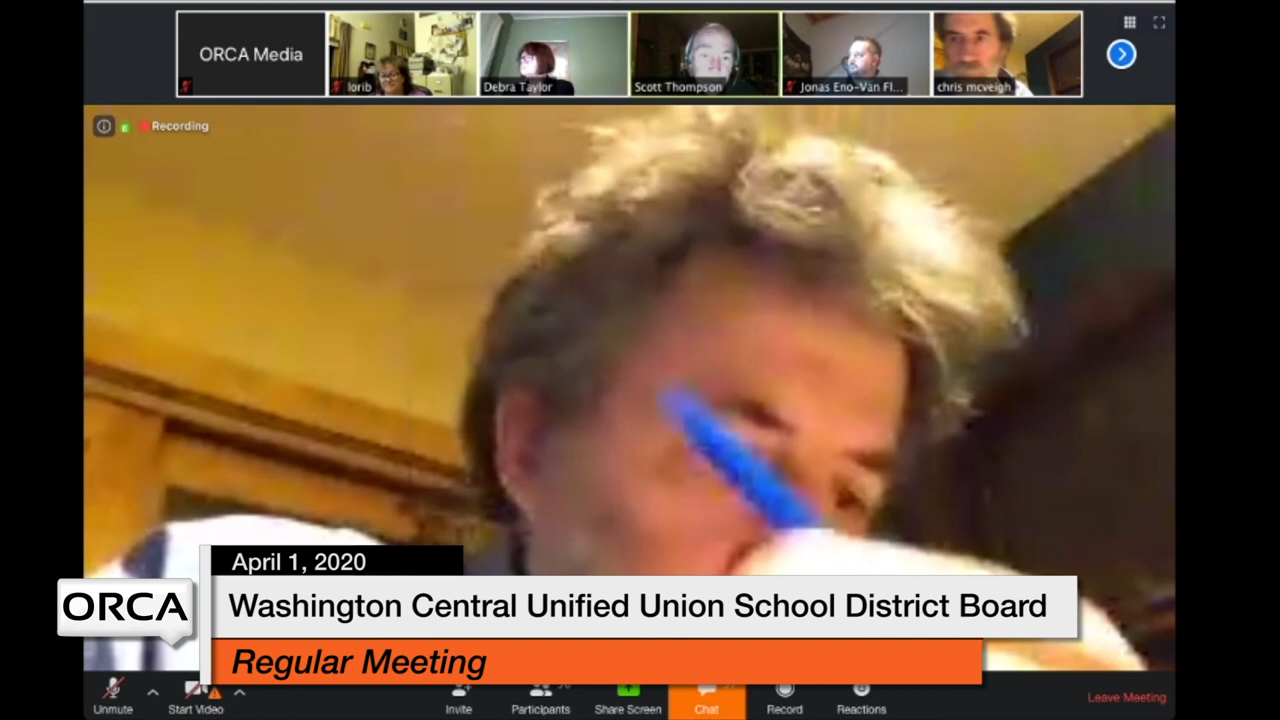 ORCA Media
lorib
Debra Taylor
Scott Thompson
Jonas Eno-Van Fl...
chris mcveigh
Recording
April 1, 2020
ORCA
Washington Central Unified Union School District Board
Regular Meeting
Unmute
Start Video
Invite
Participants
Share Screen
Chat
Record
Reactions
Leave Meeting